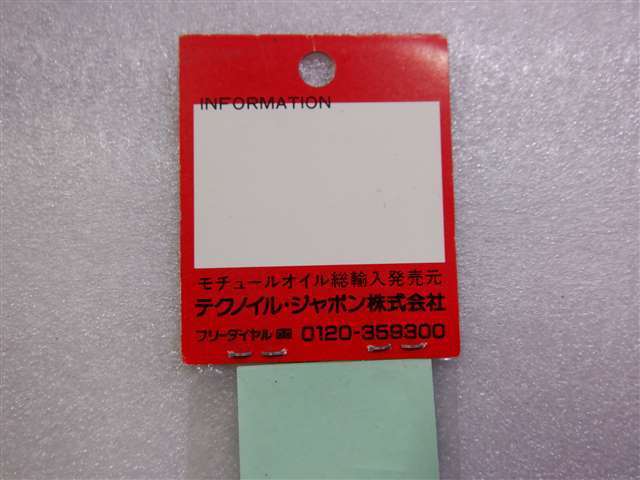 INFORMATION
モチュールオイル総輸入発売元
テクノイル・ジャポン株式会社
フリーダイヤル 0120-359300